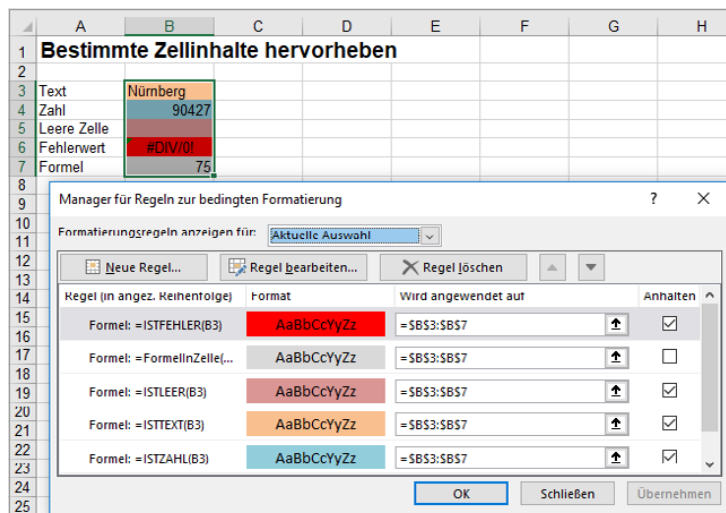 A B C D E F G H
1 Bestimmte Zellinhalte hervorheben
2
3 Text Nürnberg
4 Zahl 90427
5 Leere Zelle
6 Fehlerwert #DIV/0!
7 Formel 75
8
9 Manager für Regeln zur bedingten Formatierung ? X
10
11 Formatierungsregeln anzeigen für: Aktuelle Auswahl
12 Neue Regel... Regel bearbeiten... Regel löschen
13
14 Regel (in angez. Reihenfolge) Format Wird angewendet auf Anhalten
15
16 Formel: =ISTFEHLER(B3) AaBbCcYyZz =$B$3:$B$7
17 Formel: =FormelInZelle(... AaBbCcYyZz =$B$3:$B$7
18
19 Formel: =ISTLEER(B3) AaBbCcYyZz =$B$3:$B$7
20
21 Formel: =ISTTEXT(B3) AaBbCcYyZz =$B$3:$B$7
22
23 Formel: =ISTZAHL(B3) AaBbCcYyZz =$B$3:$B$7
24
25 OK Schließen Übernehmen